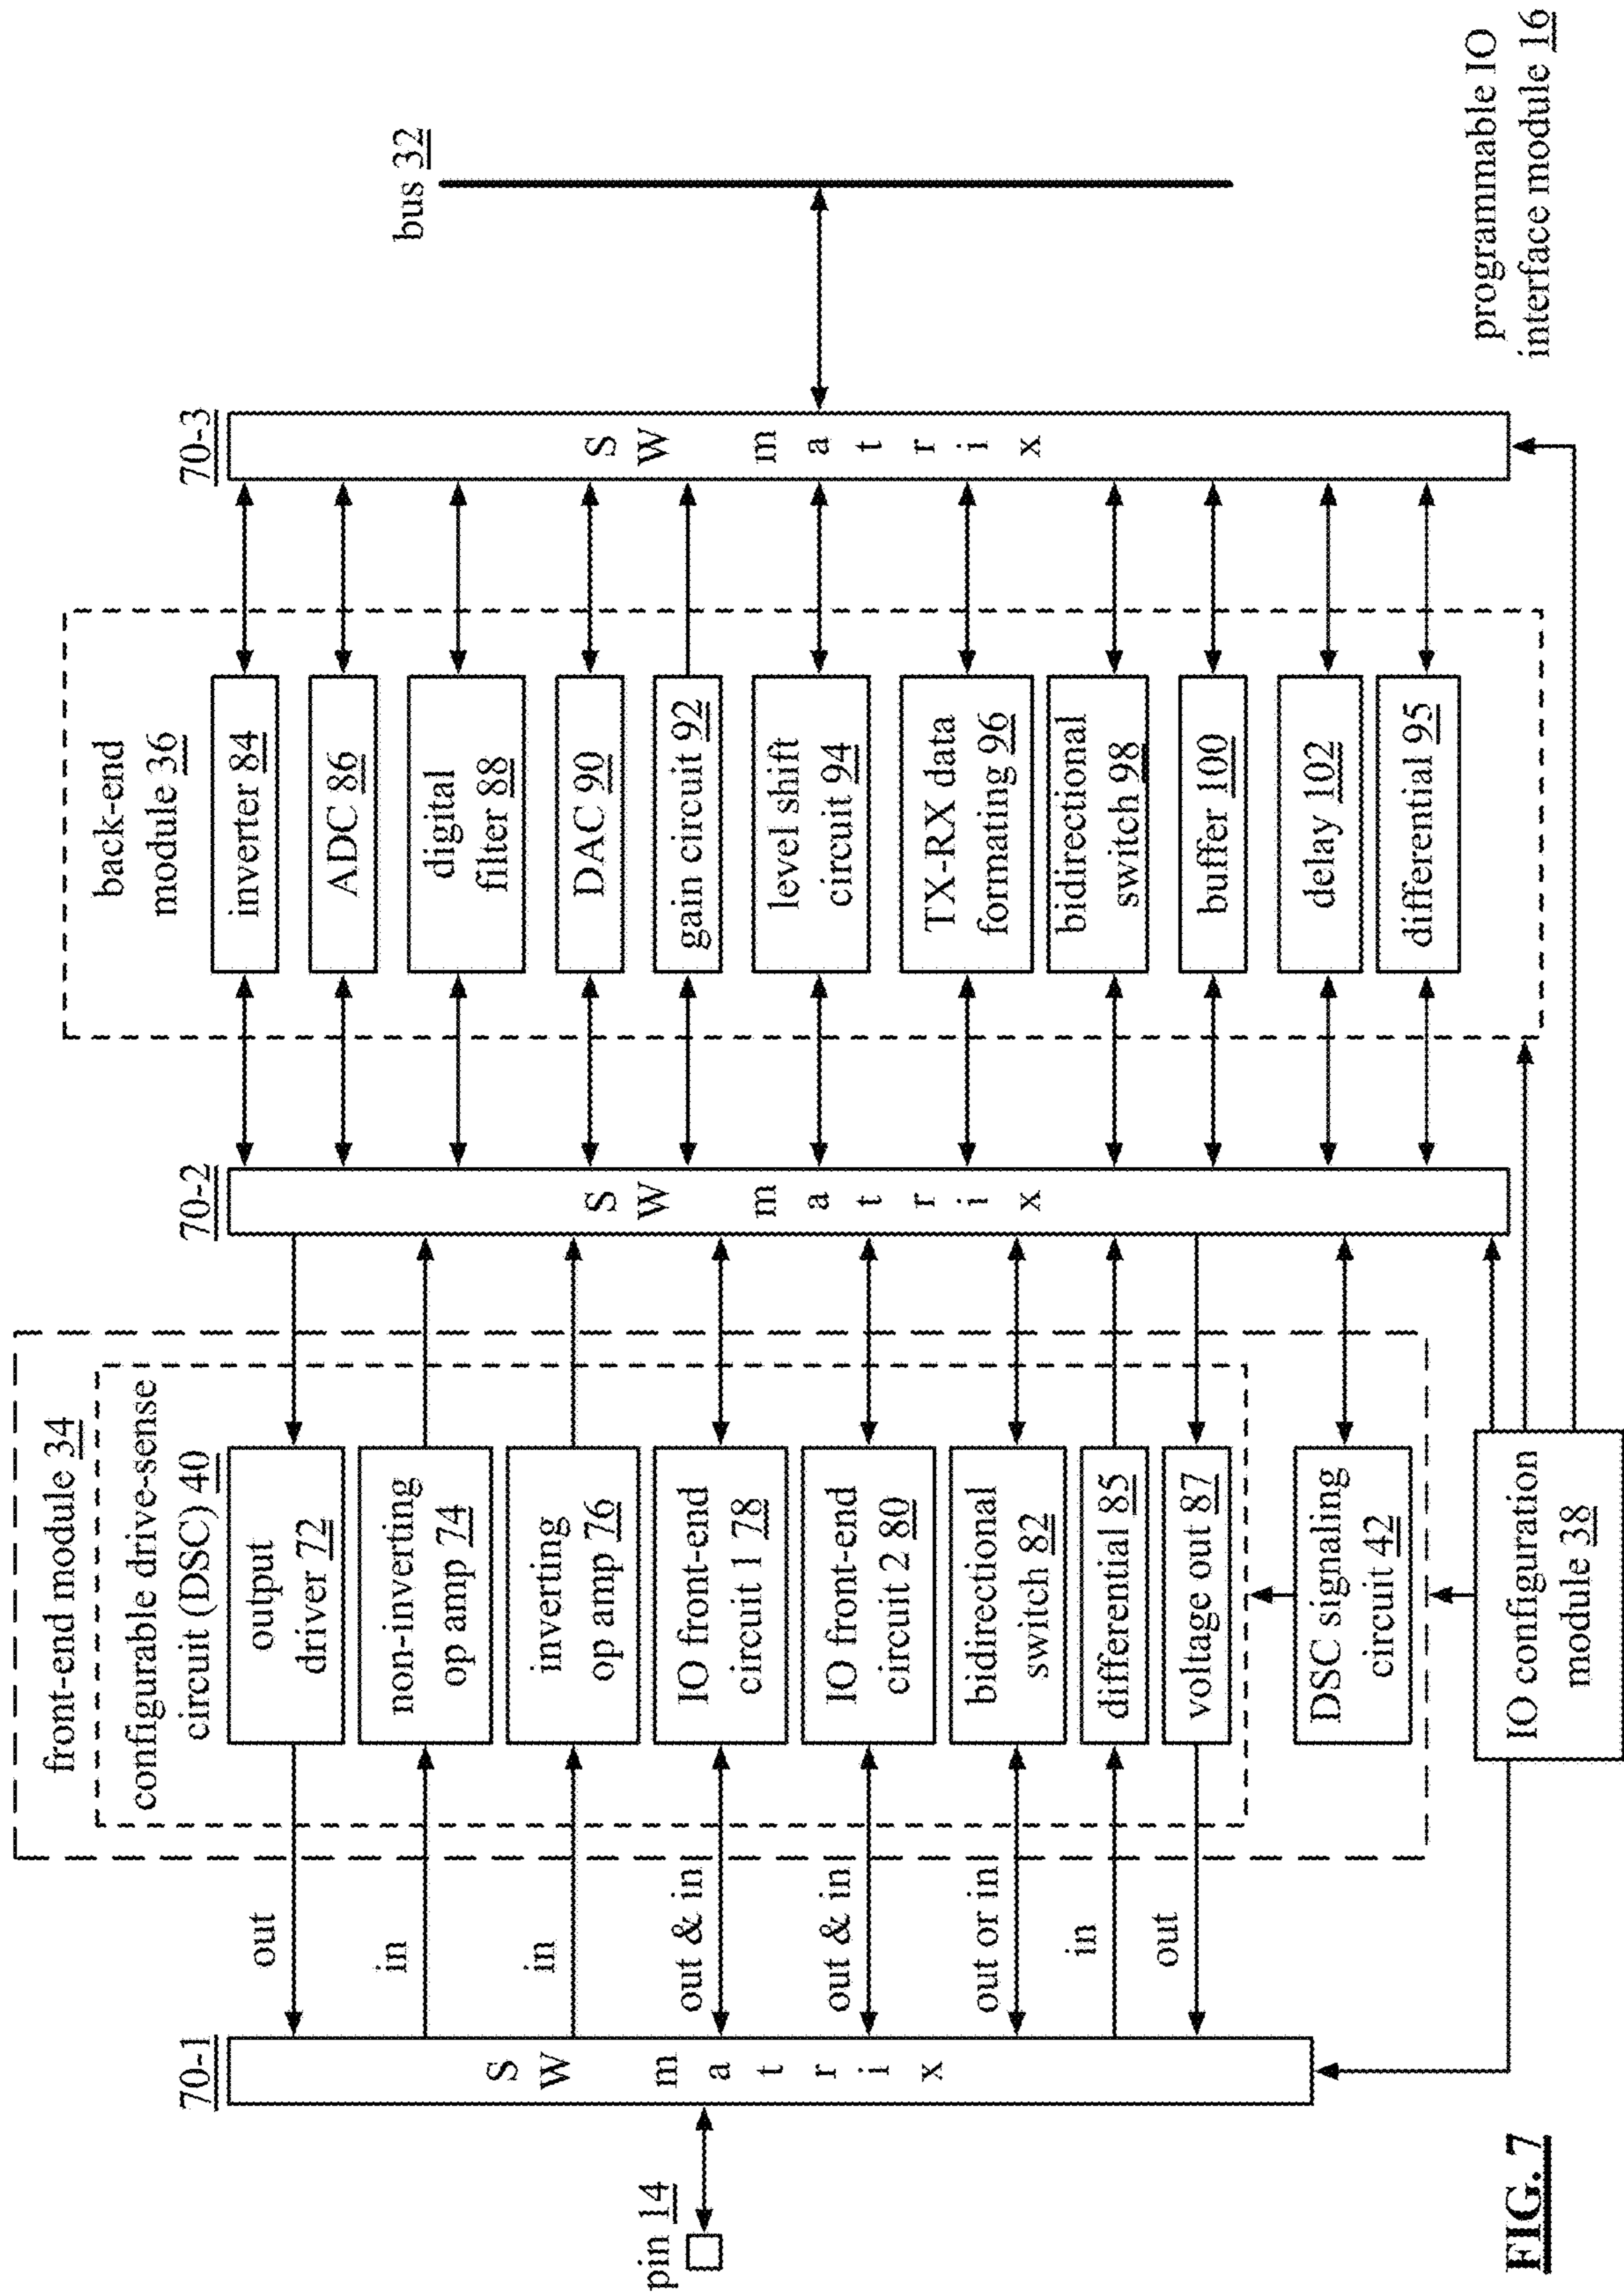 pin 14
70-1
SW matrix
out
in
in
out & in
out & in
out or in
in
out
front-end module 34
configurable drive-sense
circuit (DSC) 40
output
driver 72
non-inverting
op amp 74
inverting
op amp 76
IO front-end
circuit 1 78
IO front-end
circuit 2 80
bidirectional
switch 82
differential 85
voltage out 87
DSC signaling
circuit 42
IO configuration
module 38
70-2
SW matrix
back-end
module 36
inverter 84
ADC 86
digital
filter 88
DAC 90
gain circuit 92
level shift
circuit 94
TX-RX data
formating 96
bidirectional
switch 98
buffer 100
delay 102
differential 95
70-3
SW matrix
bus 32
programmable IO
interface module 16
FIG. 7